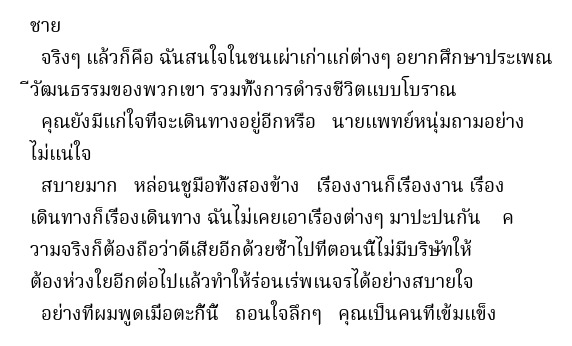 ชาย
จริงๆ แล้วก็คือ ฉันสนใจในชนเผ่าเก่าแก่ต่างๆ อยากศึกษาประเพณ
ีวัฒนธรรมของพวกเขา รวมทั้งการดำรงชีวิตแบบโบราณ
คุณยังมีแก่ใจที่จะเดินทางอยู่อีกหรือ นายแพทย์หนุ่มถามอย่าง
ไม่แน่ใจ
สบายมาก หล่อนชูมือทั้งสองข้าง เรื่องงานก็เรื่องงาน เรื่อง
เดินทางก็เรื่องเดินทาง ฉันไม่เคยเอาเรื่องต่างๆ มาปะปนกัน ค
วามจริงก็ต้องถือว่าดีเสียอีกด้วยซ้ำไปที่ตอนนี้ไม่มีบริษัทให้
ต้องห่วงใยอีกต่อไปแล้วทำให้ร่อนเร่พเนจรได้อย่างสบายใจ
อย่างที่ผมพูดเมื่อตะกี้นี้ ถอนใจลึกๆ คุณเป็นคนที่เข้มแข็ง